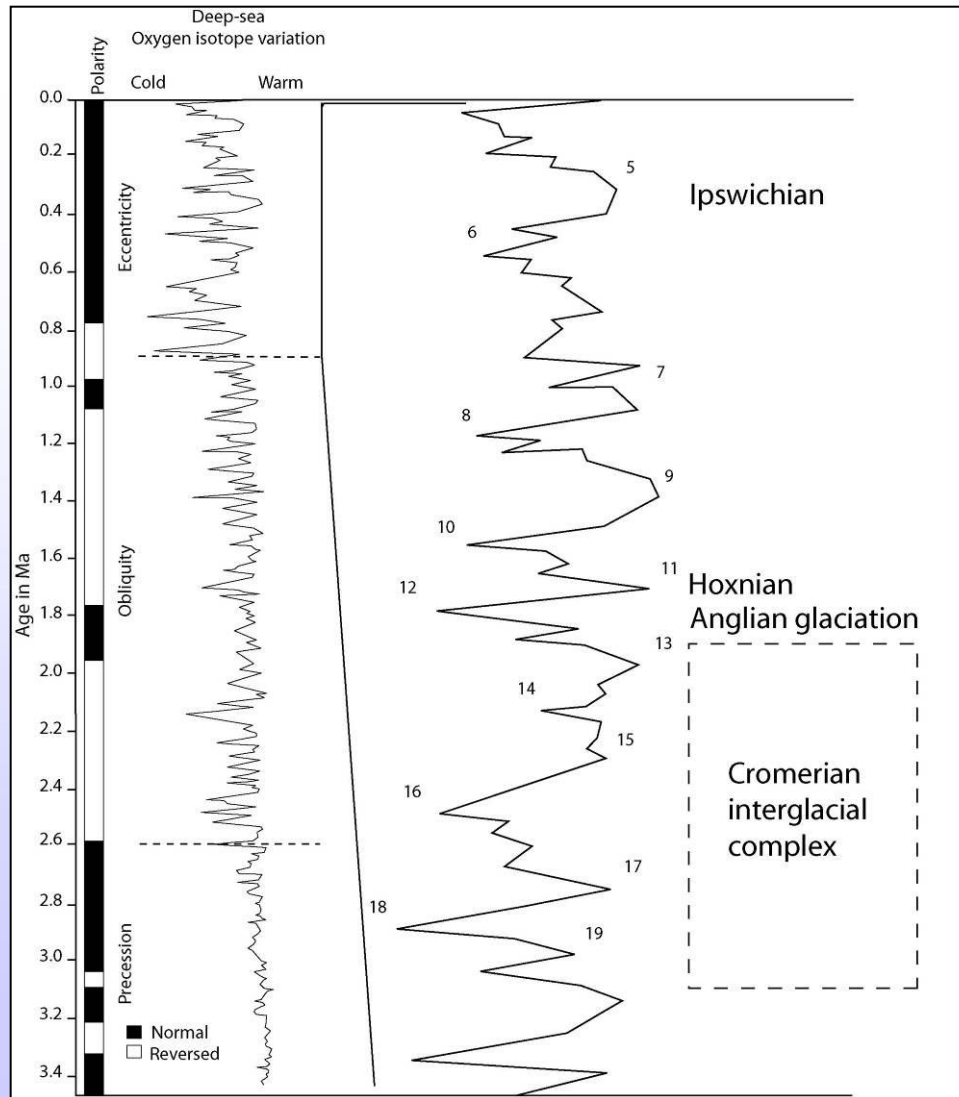 Deep-sea
Oxygen isotope variation
Polarity
Cold Warm
Age in Ma
0.0
0.2
0.4
0.6
0.8
1.0
1.2
1.4
1.6
1.8
2.0
2.2
2.4
2.6
2.8
3.0
3.2
3.4
Eccentricity
Obliquity
Precession
Normal
Reversed
5
6
7
8
9
10
11
12
13
14
15
16
17
18
19
Ipswichian
Hoxnian
Anglian glaciation
Cromerian
interglacial
complex